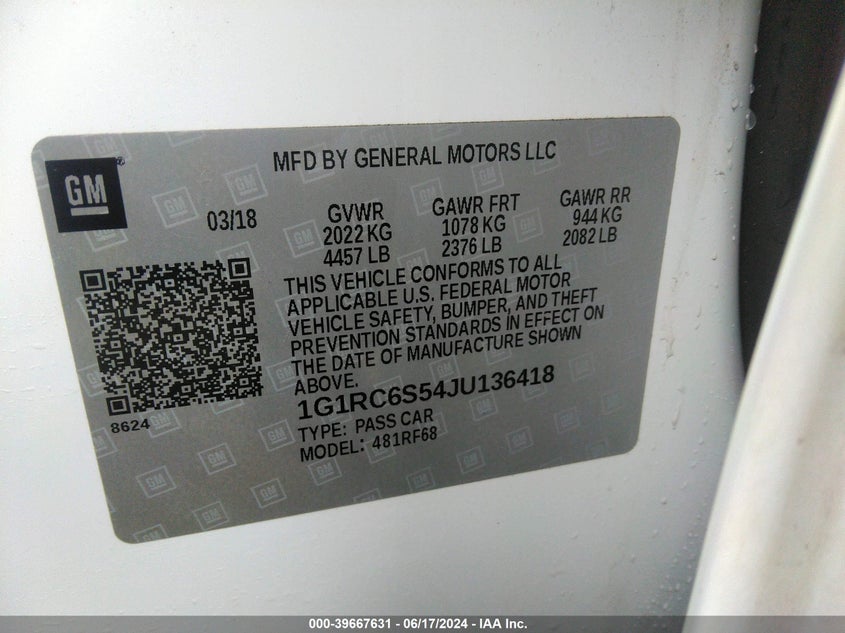 MFD BY GENERAL MOTORS LLC
GM®
03/18
GVWR
2022 KG
4457 LB
GAWR FRT
1078 KG
2376 LB
GAWR RR
944 KG
2082 LB
THIS VEHICLE CONFORMS TO ALL
APPLICABLE U.S. FEDERAL MOTOR
VEHICLE SAFETY, BUMPER, AND THEFT
PREVENTION STANDARDS IN EFFECT ON
THE DATE OF MANUFACTURE SHOWN
ABOVE.
8624
1G1RC6S54JU136418
TYPE: PASS CAR
MODEL: 481RF68
000-39667631 - 06/17/2024 - IAA Inc.